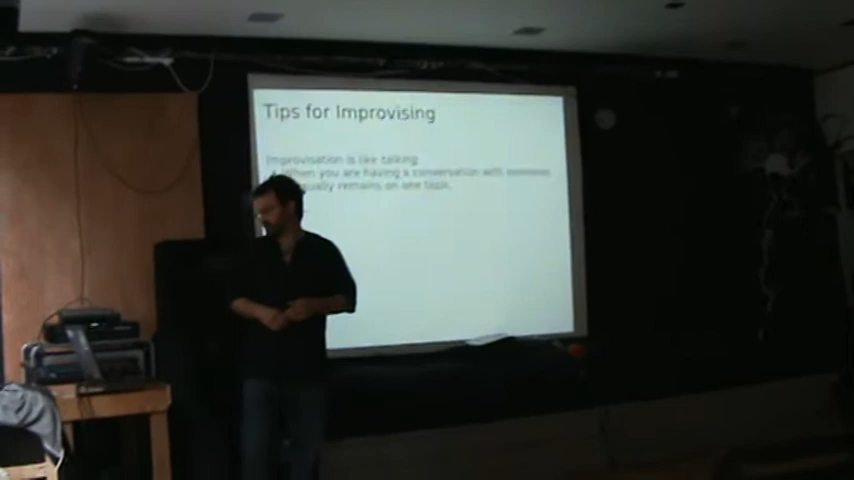 Tips for Improvising
Improvisation is like talking
When you are having a conversation with someone
usually remains on one topic.